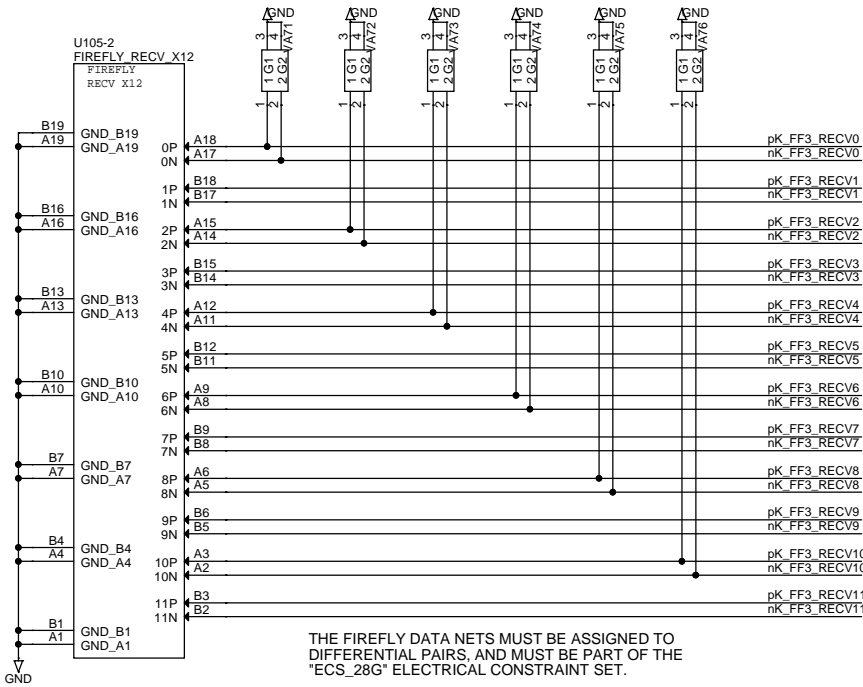 GND GND GND GND GND GND
3 4 VA71 3 4 VA72 3 4 VA73 3 4 VA74 3 4 VA75 3 4 VA76
1 G1 2 G2 1 G1 2 G2 1 G1 2 G2 1 G1 2 G2 1 G1 2 G2 1 G1 2 G2
1 2 1 2 1 2 1 2 1 2 1 2
U105-2
FIREFLY_RECV_X12
FIREFLY
RECV X12
B19 GND_B19
A19 GND_A19 0P A18 pK_FF3_RECV0
0N A17 nK_FF3_RECV0
1P B18 pK_FF3_RECV1
1N B17 nK_FF3_RECV1
B16 GND_B16
A16 GND_A16 2P A15 pK_FF3_RECV2
2N A14 nK_FF3_RECV2
3P B15 pK_FF3_RECV3
3N B14 nK_FF3_RECV3
B13 GND_B13
A13 GND_A13 4P A12 pK_FF3_RECV4
4N A11 nK_FF3_RECV4
5P B12 pK_FF3_RECV5
5N B11 nK_FF3_RECV5
B10 GND_B10
A10 GND_A10 6P A9 pK_FF3_RECV6
6N A8 nK_FF3_RECV6
7P B9 pK_FF3_RECV7
7N B8 nK_FF3_RECV7
B7 GND_B7
A7 GND_A7 8P A6 pK_FF3_RECV8
8N A5 nK_FF3_RECV8
9P B6 pK_FF3_RECV9
9N B5 nK_FF3_RECV9
B4 GND_B4
A4 GND_A4 10P A3 pK_FF3_RECV10
10N A2 nK_FF3_RECV10
11P B3 pK_FF3_RECV11
11N B2 nK_FF3_RECV11
B1 GND_B1
A1 GND_A1
GND
THE FIREFLY DATA NETS MUST BE ASSIGNED TO
DIFFERENTIAL PAIRS, AND MUST BE PART OF THE
"ECS_28G" ELECTRICAL CONSTRAINT SET.